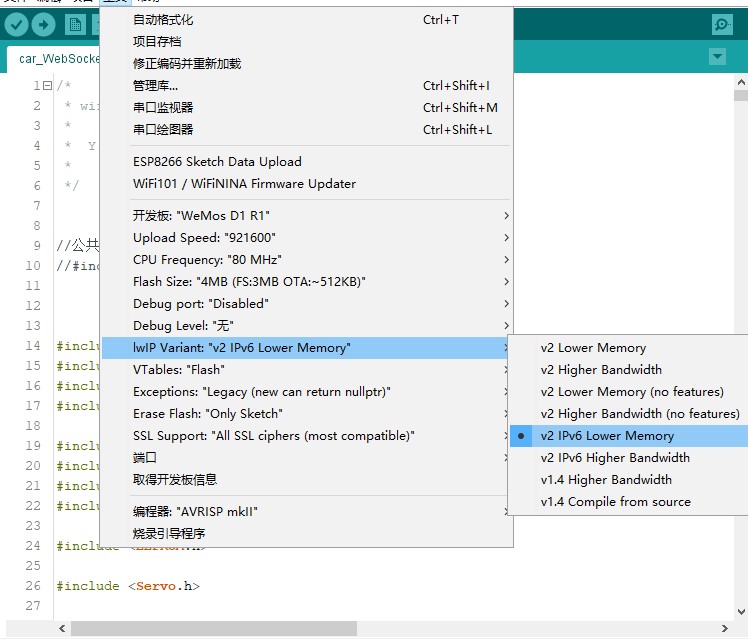 自动格式化 Ctrl+T
项目存档
修正编码并重新加载
管理库... Ctrl+Shift+I
串口监视器 Ctrl+Shift+M
串口绘图器 Ctrl+Shift+L
ESP8266 Sketch Data Upload
WiFi101 / WiFiNINA Firmware Updater
开发板: "WeMos D1 R1"
Upload Speed: "921600"
CPU Frequency: "80 MHz"
Flash Size: "4MB (FS:3MB OTA:~512KB)"
Debug port: "Disabled"
Debug Level: "无"
lwIP Variant: "v2 IPv6 Lower Memory"
VTables: "Flash"
Exceptions: "Legacy (new can return nullptr)"
Erase Flash: "Only Sketch"
SSL Support: "All SSL ciphers (most compatible)"
端口
取得开发板信息
编程器: "AVRISP mkII"
烧录引导程序
v2 Lower Memory
v2 Higher Bandwidth
v2 Lower Memory (no features)
v2 Higher Bandwidth (no features)
v2 IPv6 Lower Memory
v2 IPv6 Higher Bandwidth
v1.4 Higher Bandwidth
v1.4 Compile from source
car_WebSocke
1 /*
2 * wi
3 *
4 * Y
5 *
6 */
7
8
9 //公共
10 //#inc
11
12
13
14 #inclu
15 #inclu
16 #inclu
17 #inclu
18
19 #inclu
20 #inclu
21 #inclu
22 #inclu
23
24 #include
25
26 #include <Servo.h>
27